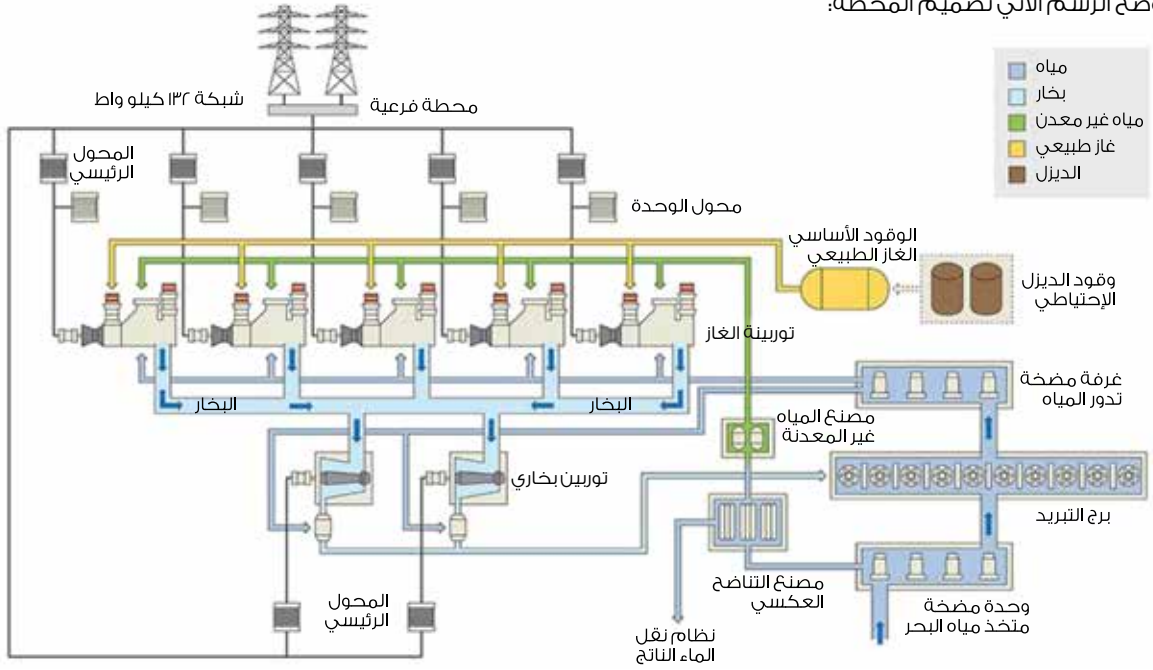 وضح الرسم الآتي تصميم المحطة:
مياه
بخار
مياه غير معدن
غاز طبيعي
الديزل
شبكة ١٣٢ كيلو واط
محطة فرعية
المحول
الرئيسي
محول الوحدة
الوقود الأساسي
الغاز الطبيعي
وقود الديزل
الإحتياطي
توربينة الغاز
غرفة مضخة
تدور المياه
البخار
البخار
مصنع المياه
غير المعدنة
توربين بخاري
برج التبريد
مصنع التناضح
العكسي
وحدة مضخة
متخذ مياه البحر
المحول
الرئيسي
نظام نقل
الماء الناتج